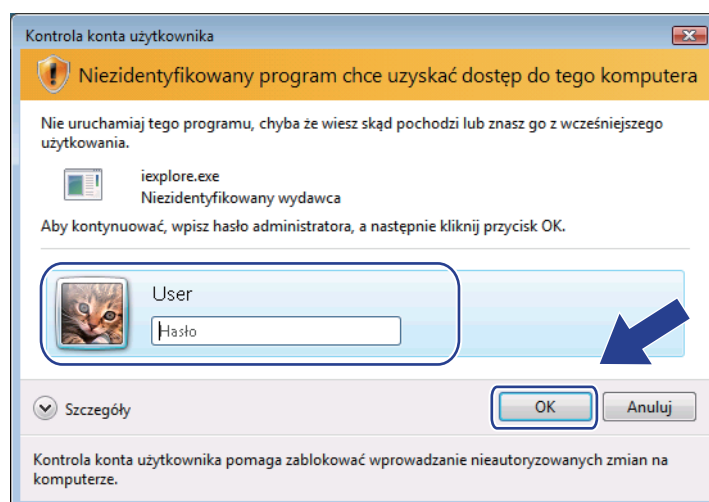 Kontrola konta użytkownika
Niezidentyfikowany program chce uzyskać dostęp do tego komputera
Nie uruchamiaj tego programu, chyba że wiesz skąd pochodzi lub znasz go z wcześniejszego
użytkowania.
iexplore.exe
Niezidentyfikowany wydawca
Aby kontynuować, wpisz hasło administratora, a następnie kliknij przycisk OK.
User
Hasło
Szczegóły
OK
Anuluj
Kontrola konta użytkownika pomaga zablokować wprowadzanie nieautoryzowanych zmian na
komputerze.